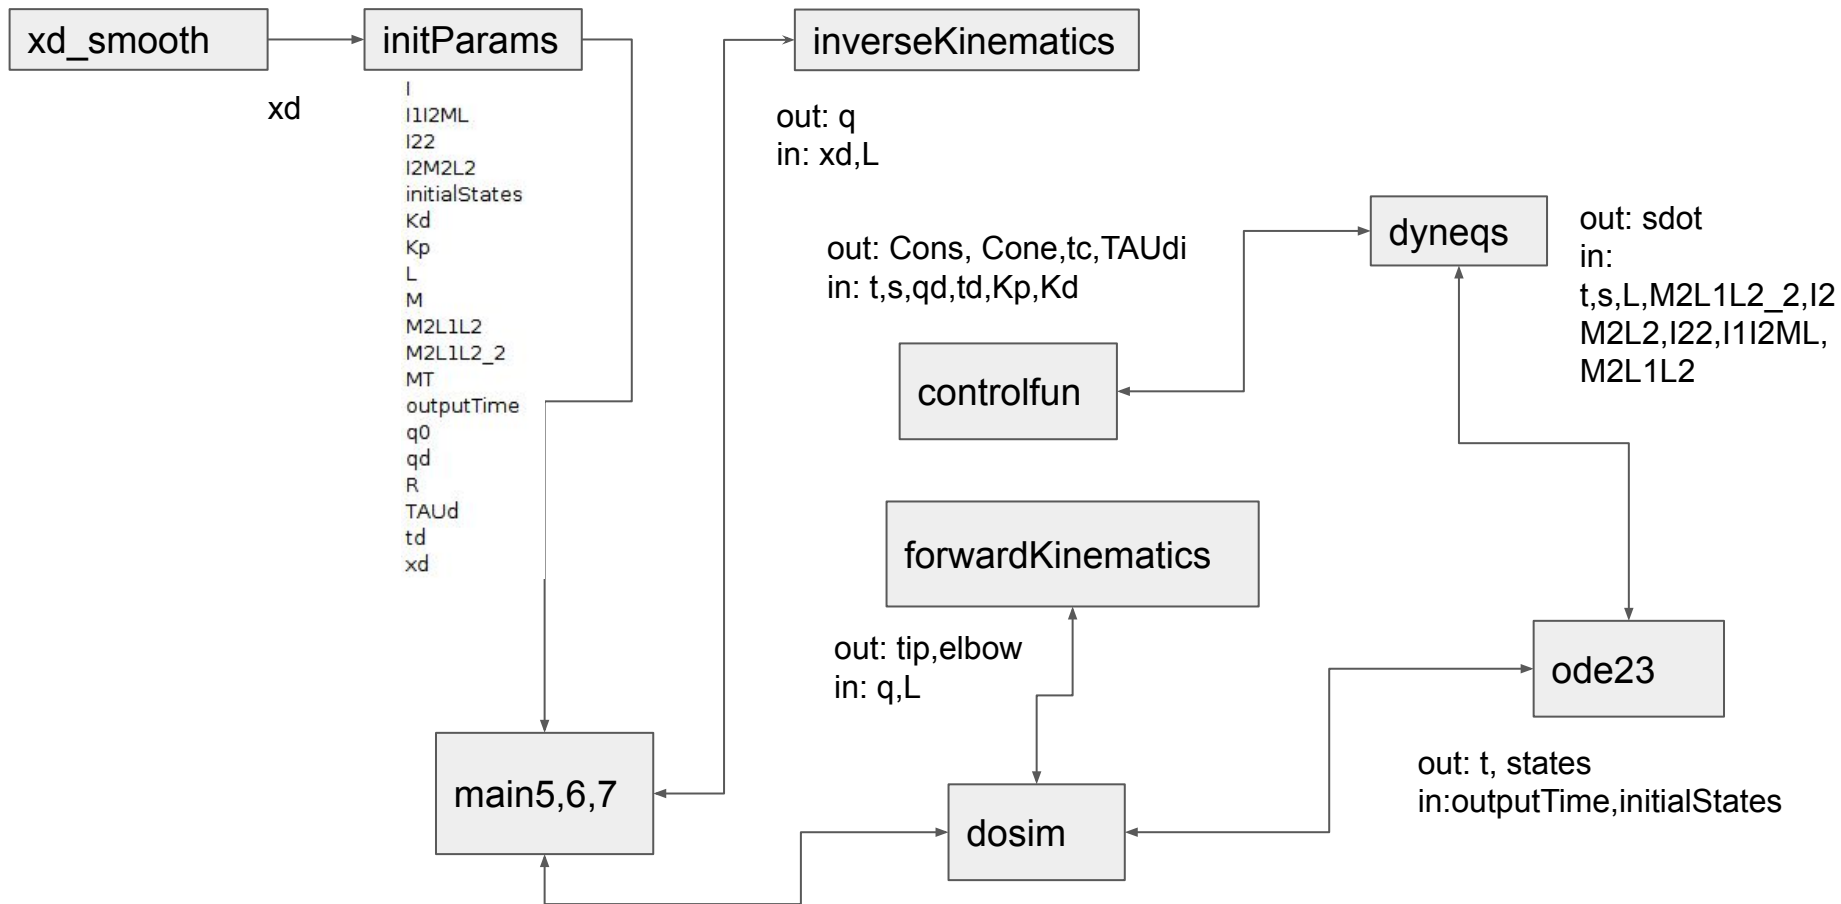 xd_smooth
initParams
inverseKinematics
xd
I
I1I2ML
I22
I2M2L2
initialStates
Kd
Kp
L
M
M2L1L2
M2L1L2_2
MT
outputTime
q0
qd
R
TAUd
td
xd
out: q
in: xd,L
dyneqs
out: sdot
in:
t,s,L,M2L1L2_2,I2
M2L2,I22,I1I2ML,
M2L1L2
out: Cons, Cone,tc,TAUdi
in: t,s,qd,td,Kp,Kd
controlfun
forwardKinematics
out: tip,elbow
in: q,L
ode23
out: t, states
in:outputTime,initialStates
main5,6,7
dosim